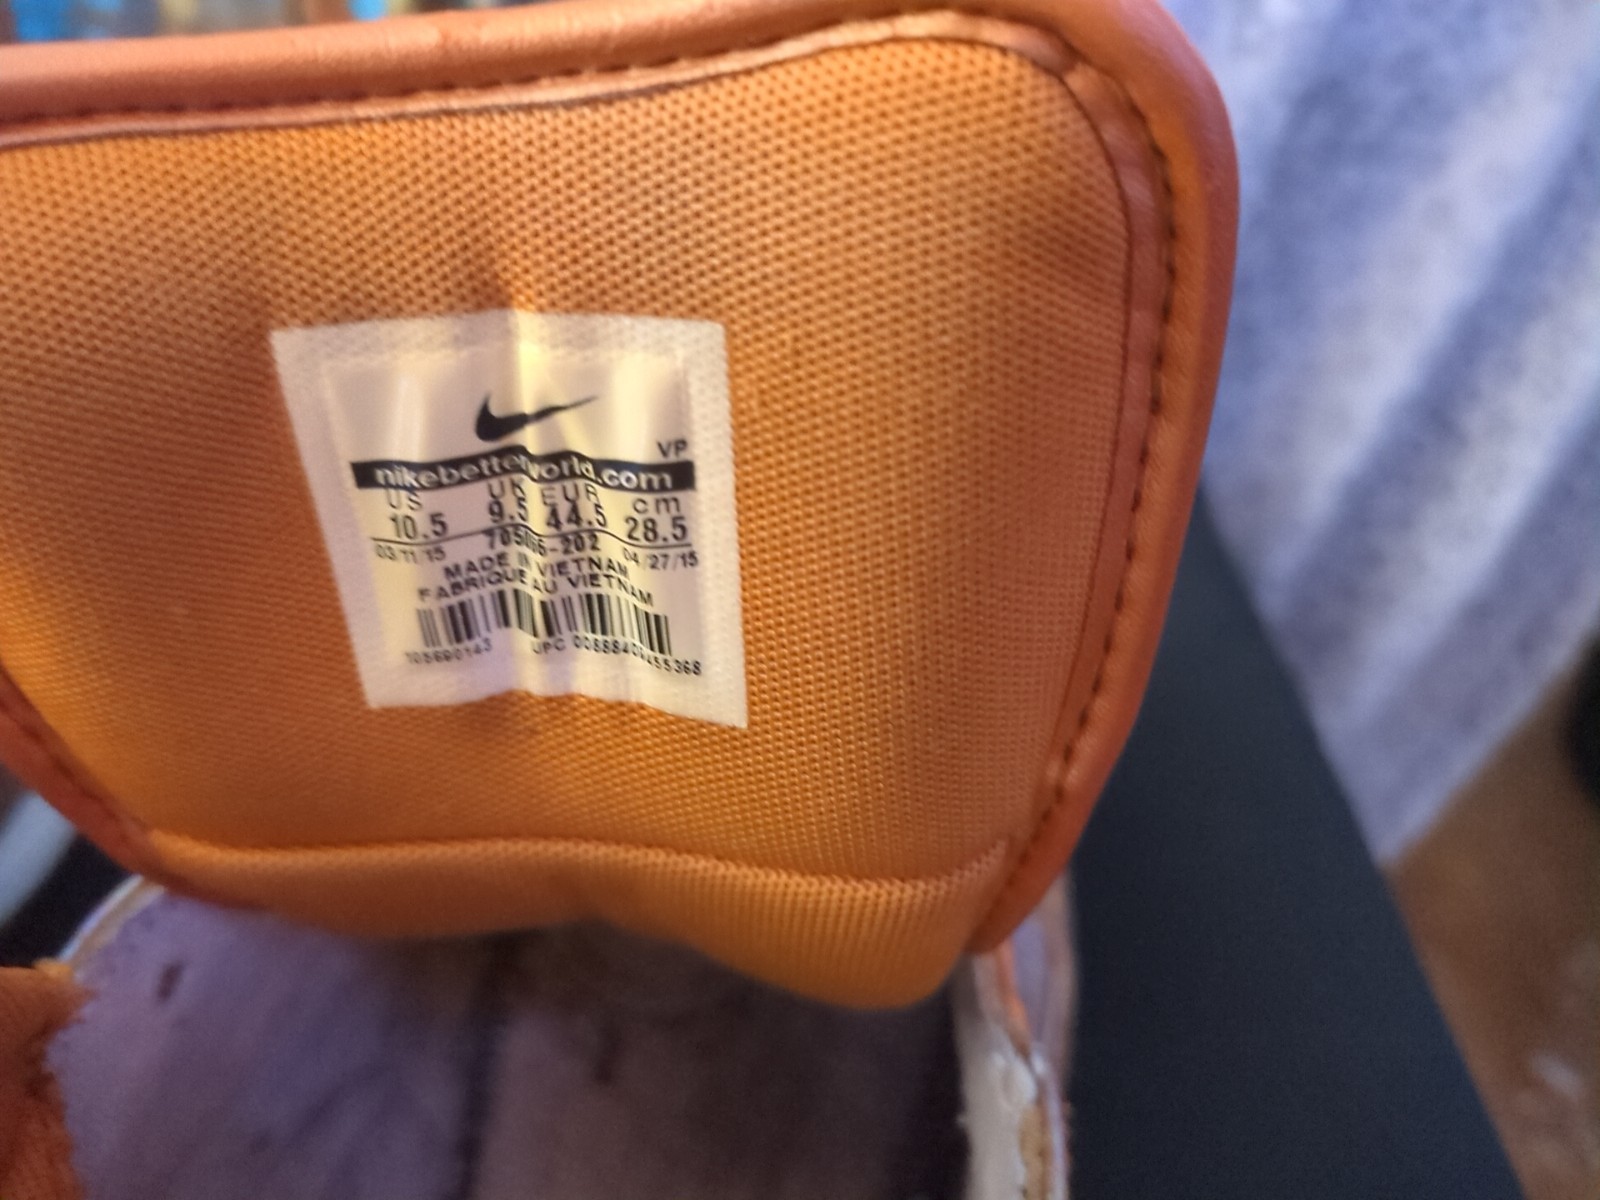 VP
nikebetterworld.com
US UK EUR cm
10.5 9.5 44.5 28.5
03/11/15 04/27/15
MADE IN VIETNAM
FABRIQUE AU VIETNAM
UPC